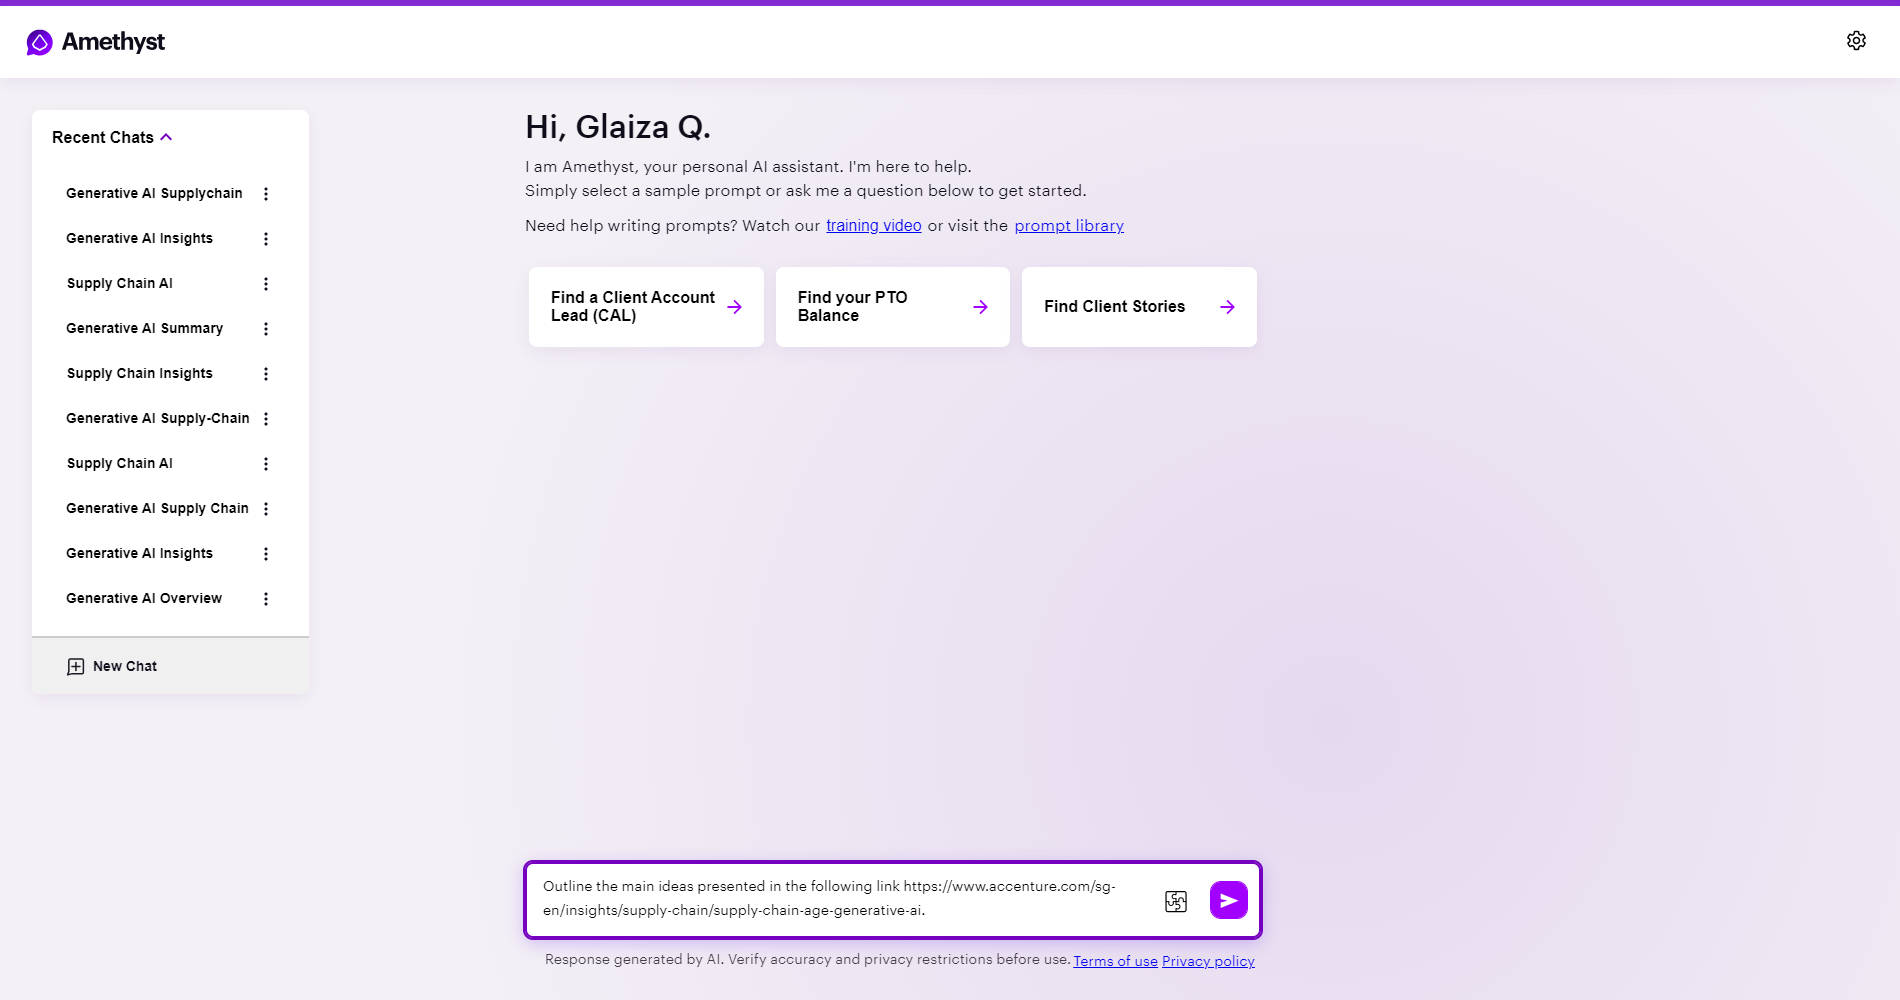 Amethyst
Recent Chats
Generative AI Supplychain
Generative AI Insights
Supply Chain AI
Generative AI Summary
Supply Chain Insights
Generative AI Supply-Chain
Supply Chain AI
Generative AI Supply Chain
Generative AI Insights
Generative AI Overview
New Chat
Hi, Glaiza Q.
I am Amethyst, your personal AI assistant. I'm here to help.
Simply select a sample prompt or ask me a question below to get started.
Need help writing prompts? Watch our training video or visit the prompt library
Find a Client Account
Lead (CAL)
Find your PTO
Balance
Find Client Stories
Outline the main ideas presented in the following link https://www.accenture.com/sg-
en/insights/supply-chain/supply-chain-age-generative-ai.
Response generated by AI. Verify accuracy and privacy restrictions before use. Terms of use Privacy policy